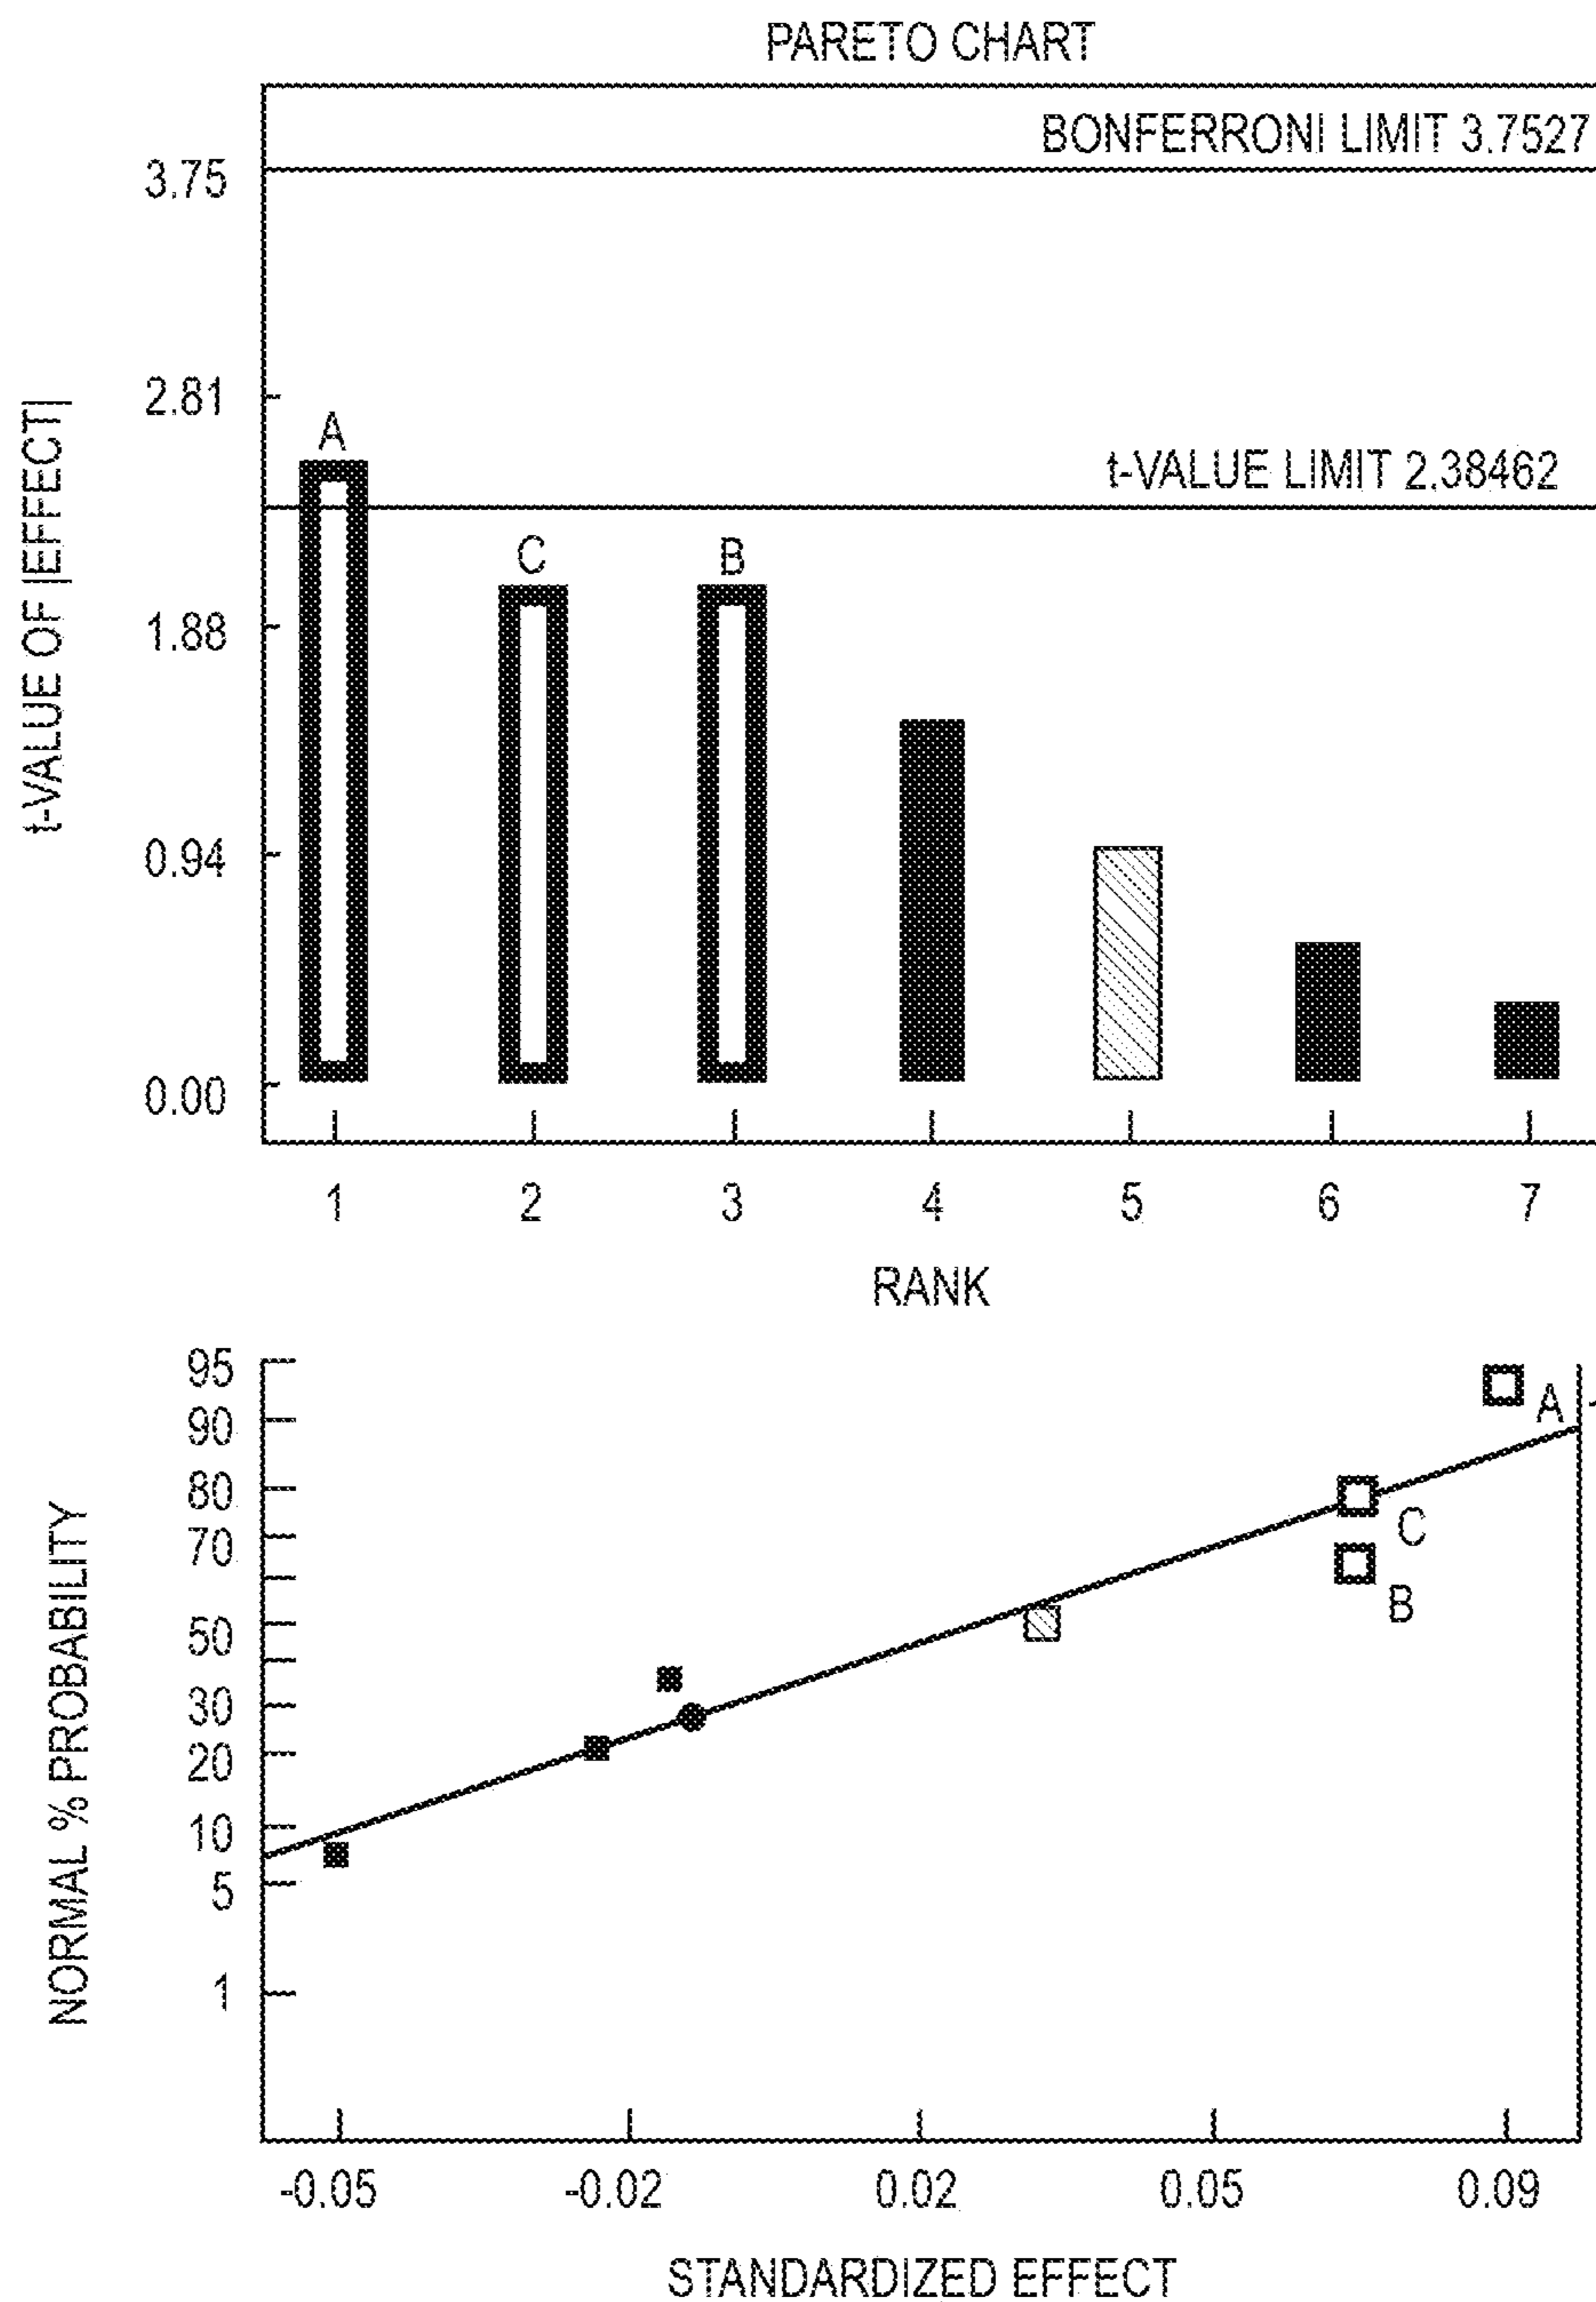 PARETO CHART
BONFERRONI LIMIT 3.7527
3.75
2.81
A
t-VALUE LIMIT 2.38462
C
B
1.88
0.94
0.00
t-VALUE OF |EFFECT|
1 2 3 4 5 6 7
RANK
95
A
90
80
C
70
B
50
30
20
10
5
1
NORMAL % PROBABILITY
-0.05 -0.02 0.02 0.05 0.09
STANDARDIZED EFFECT